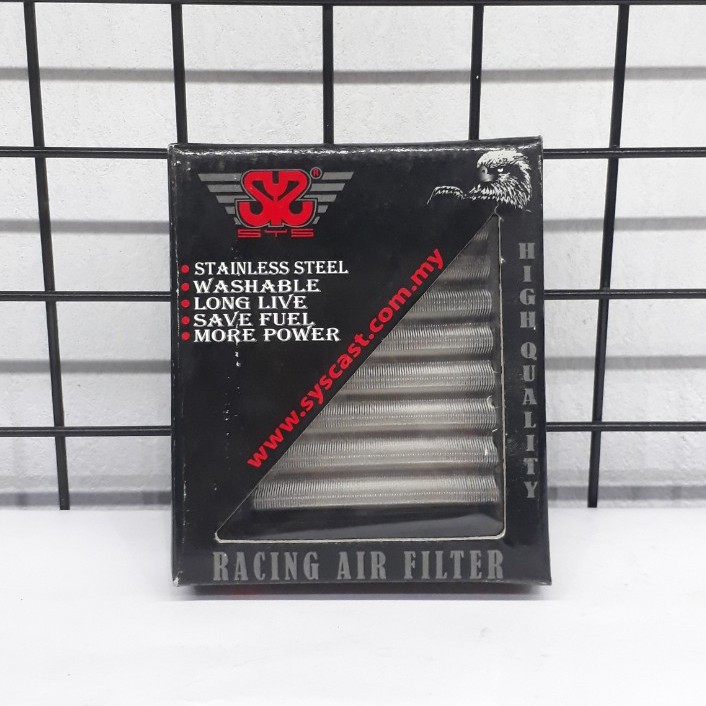 SYS
®
SYS
STAINLESS STEEL
WASHABLE
LONG LIVE
SAVE FUEL
MORE POWER
www.syscast.com.my
HIGH QUALITY
RACING AIR FILTER